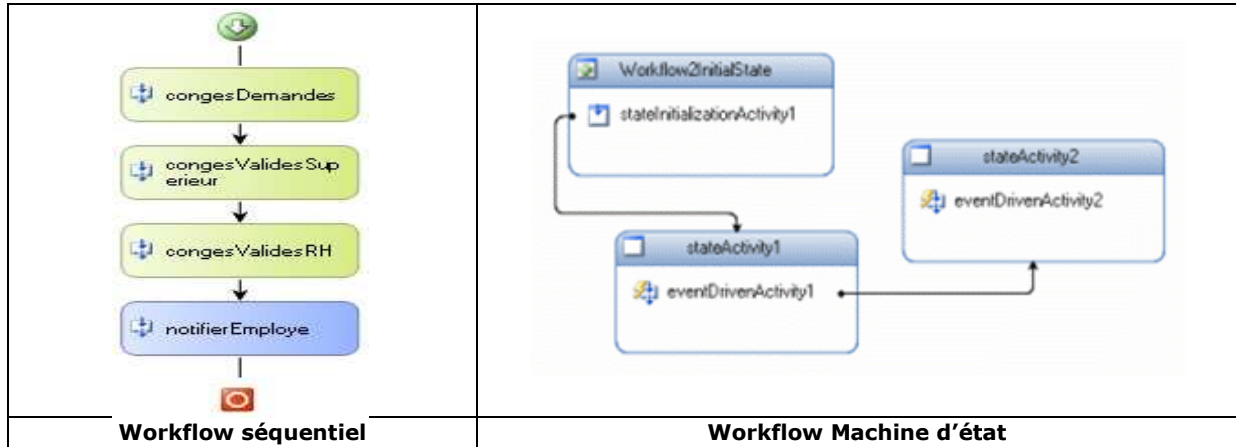 congesDemandes
congesValidesSup
erieur
congesValidesRH
notifierEmploye
Workflow séquentiel
Workflow2InitialState
stateInitializationActivity1
stateActivity1
eventDrivenActivity1
stateActivity2
eventDrivenActivity2
Workflow Machine d’état